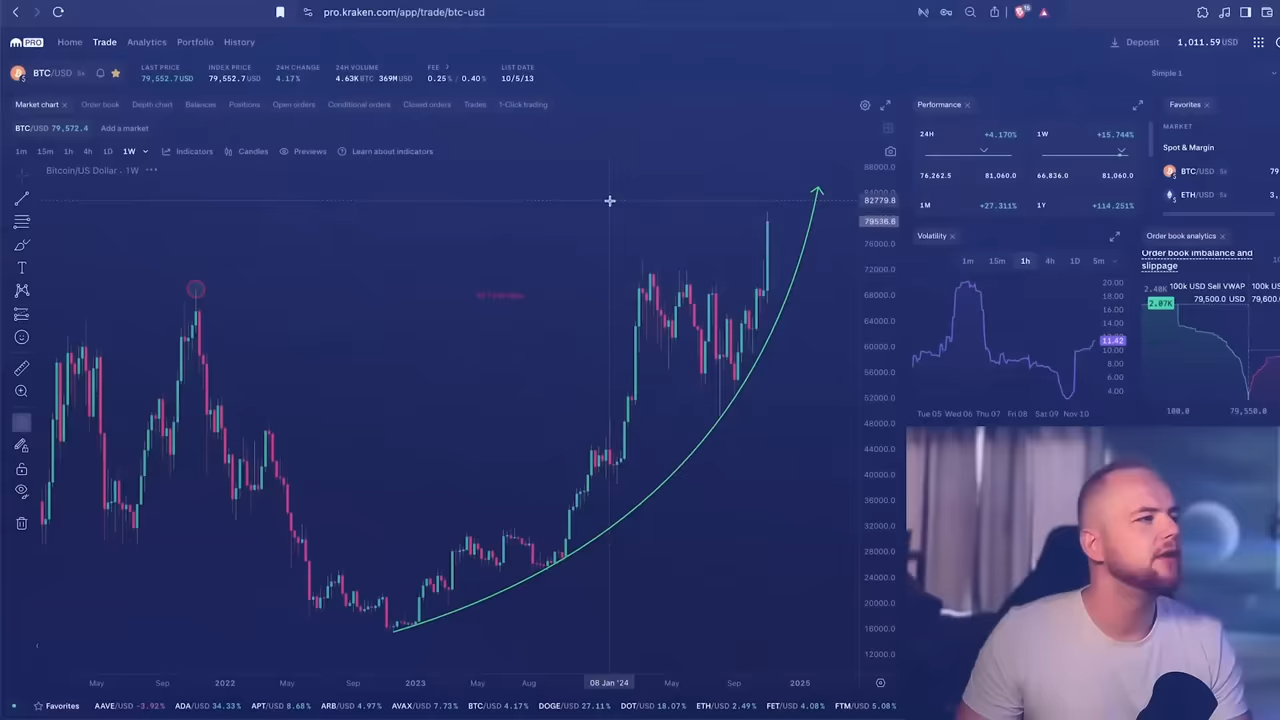 pro.kraken.com/app/trade/btc-usd
15
PRO Home Trade Analytics Portfolio History
Deposit 1,011.59 USD
BTC/USD 5x
LAST PRICE INDEX PRICE 24H CHANGE 24H VOLUME FEE LIST DATE
79,552.7 USD 79,552.7 USD 4.17% 4.63K BTC 369M USD 0.25% / 0.40% 10/5/13
Simple 1
Market chart Order book Depth chart Balances Positions Open orders Conditional orders Closed orders Trades 1-Click trading
BTC/USD 79,572.4 Add a market
1m 15m 1h 4h 1D 1W Indicators Candles Previews Learn about indicators
Bitcoin/US Dollar . 1W
88000.0
84000.0
82779.8
79536.6
76000.0
72000.0
68000.0
64000.0
60000.0
56000.0
52000.0
48000.0
44000.0
40000.0
36000.0
32000.0
28000.0
24000.0
20000.0
16000.0
12000.0
May Sep 2022 May Sep 2023 May Aug 08 Jan '24 May Sep 2025
Performance
24H +4.170% 1W +15.744%
76,262.5 81,060.0 66,836.0 81,060.0
1M +27.311% 1Y +114.251%
Favorites
MARKET
Spot & Margin
BTC/USD 5x 79
ETH/USD 5x 3,
Volatility
1m 15m 1h 4h 1D 5m
20.00
18.00
16.00
14.00
11.42
10.00
8.00
6.00
4.00
Tue 05 Wed 06 Thu 07 Fri 08 Sat 09 Nov 10
Order book analytics
Order book imbalance and
slippage
2.48K 100k USD Sell VWAP 100k US
2.07K 79,500.0 USD 79,600.
100.0 79,550.0
Favorites AAVE -3.92% ADA 34.33% APT 8.68% ARB 4.97% AVAX 7.73% BTC 4.17% DOGE 27.11% DOT 18.07% ETH 2.49% FET 4.08% FTM 5.08%